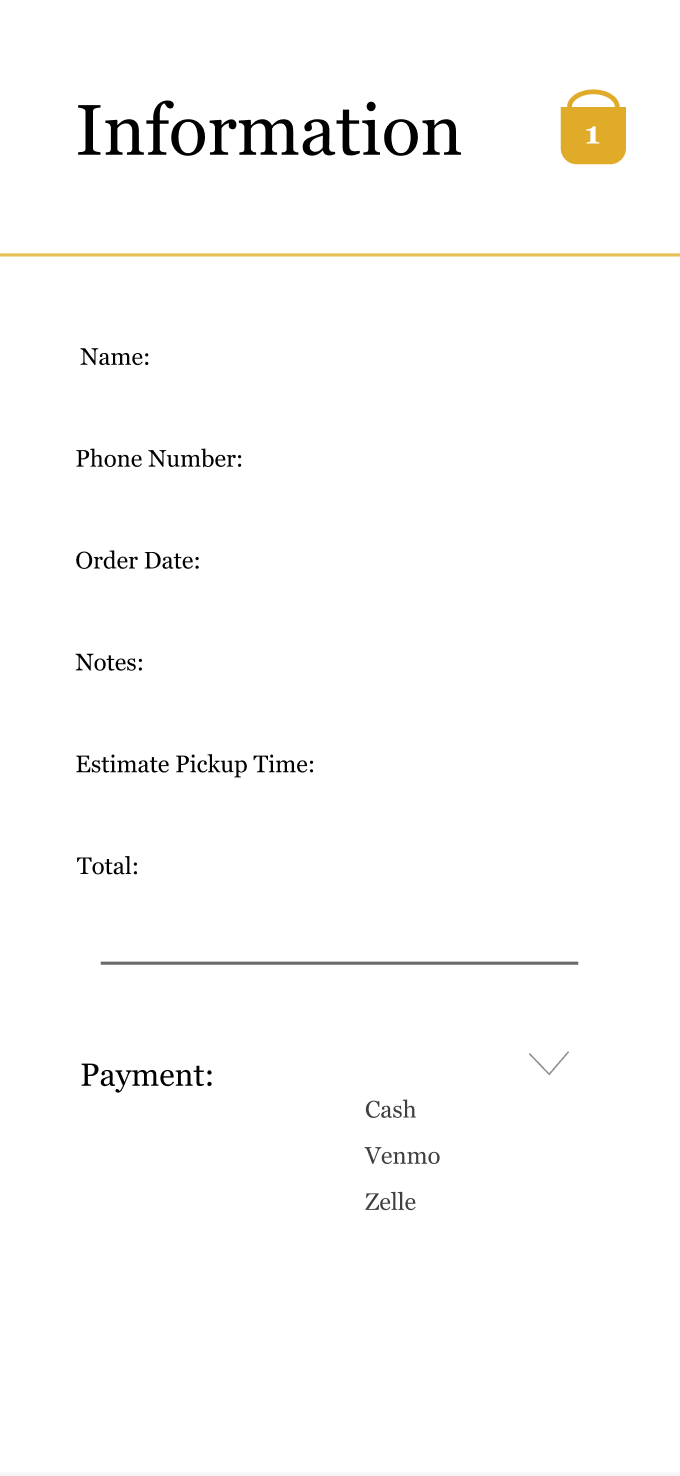 Information
1
Name:
Phone Number:
Order Date:
Notes:
Estimate Pickup Time:
Total:
Payment:
Cash
Venmo
Zelle